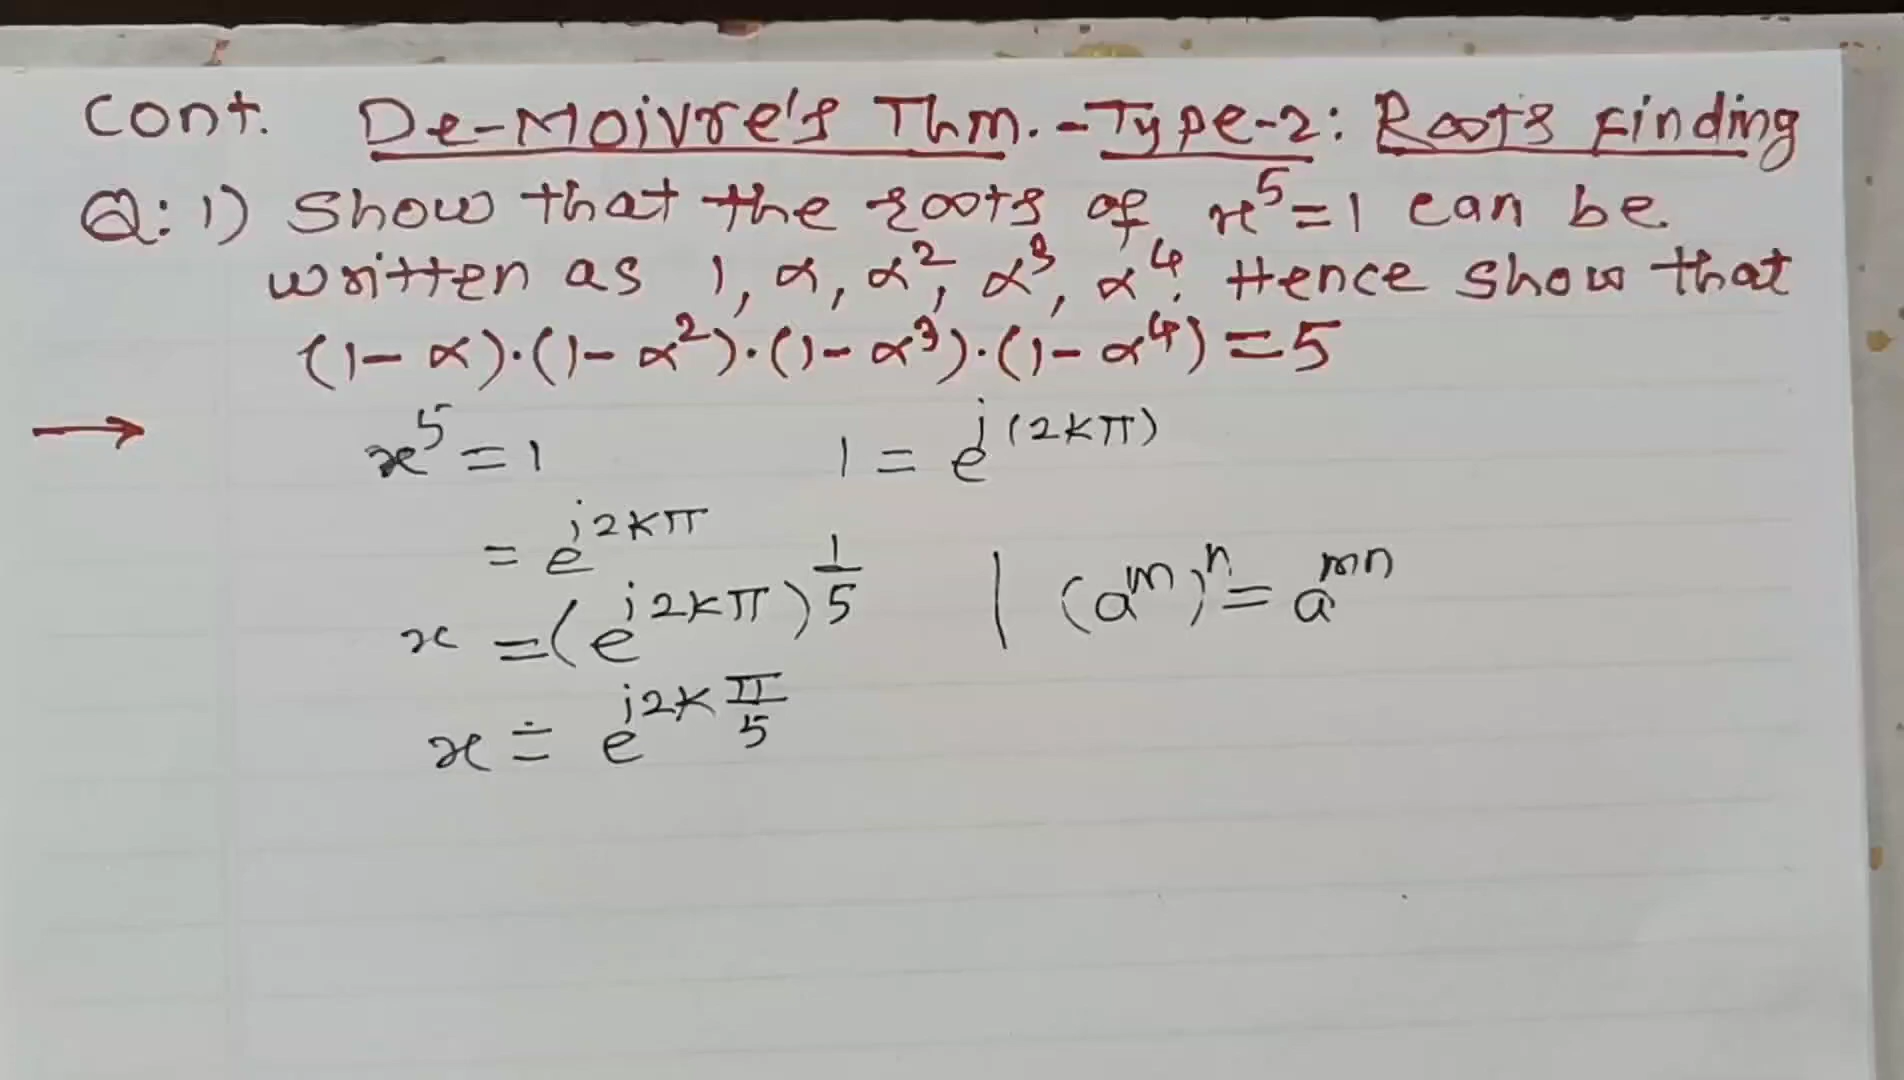 Cont. De-Moivre's Thm.-Type-2: Roots Finding
Q:1) Show that the roots of x⁵=1 can be
written as 1, α, α², α³, α⁴. Hence show that
(1-α)·(1-α²)·(1-α³)·(1-α⁴)=5
→ x⁵=1 1=e^j(2kπ)
=e^j2kπ
x=(e^j2kπ)^1/5 | (a^m)^n=a^mn
x=e^j2kπ/5